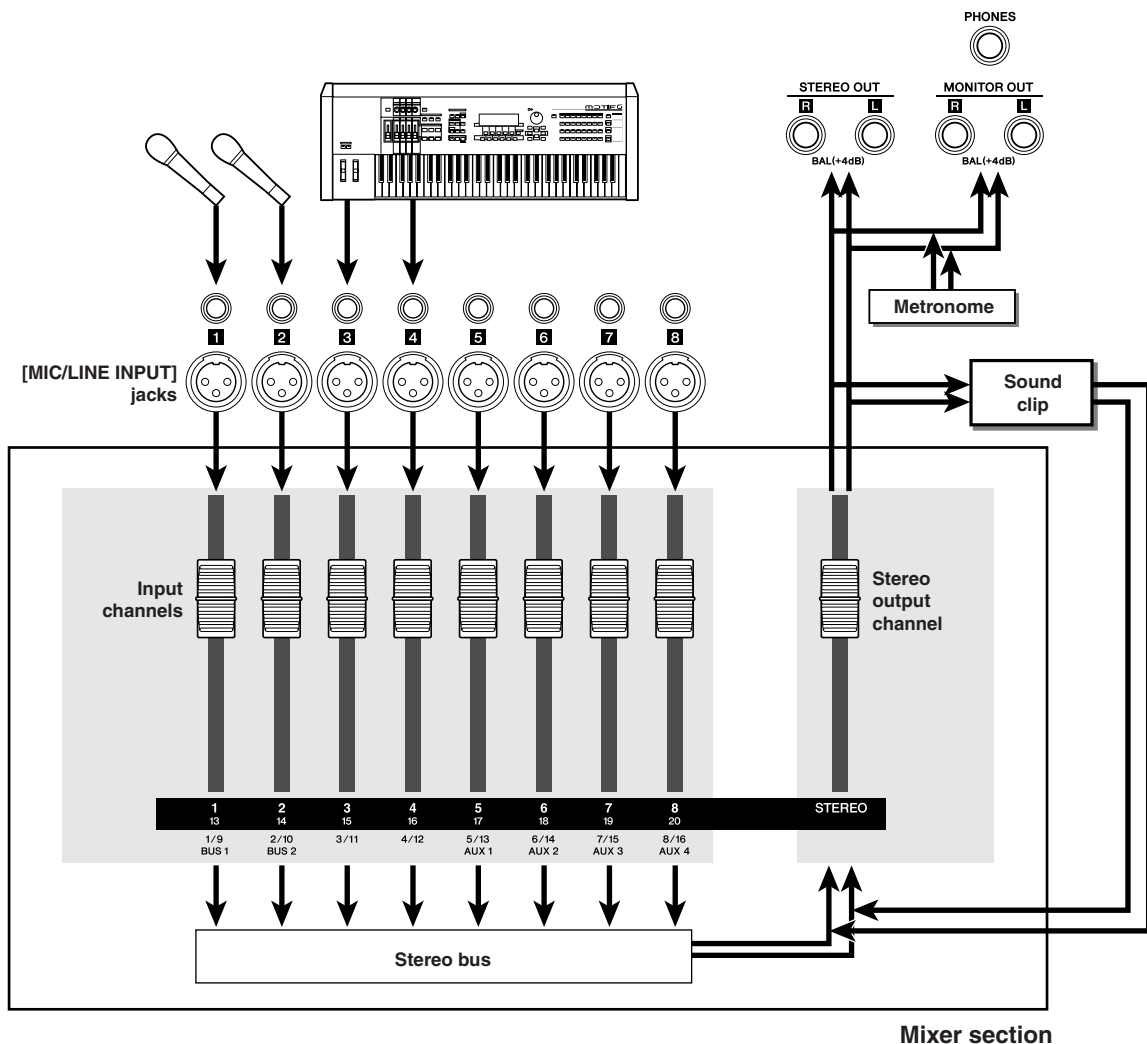 PHONES
STEREO OUT
MONITOR OUT
R
L
R
L
BAL(+4dB)
BAL(+4dB)
MOTIF6
Metronome
1
2
3
4
5
6
7
8
[MIC/LINE INPUT]
jacks
Sound
clip
Input
channels
Stereo
output
channel
1 2 3 4 5 6 7 8 STEREO
13 14 15 16 17 18 19 20
1/9 2/10 3/11 4/12 5/13 6/14 7/15 8/16
BUS 1 BUS 2 AUX 1 AUX 2 AUX 3 AUX 4
Stereo bus
Mixer section